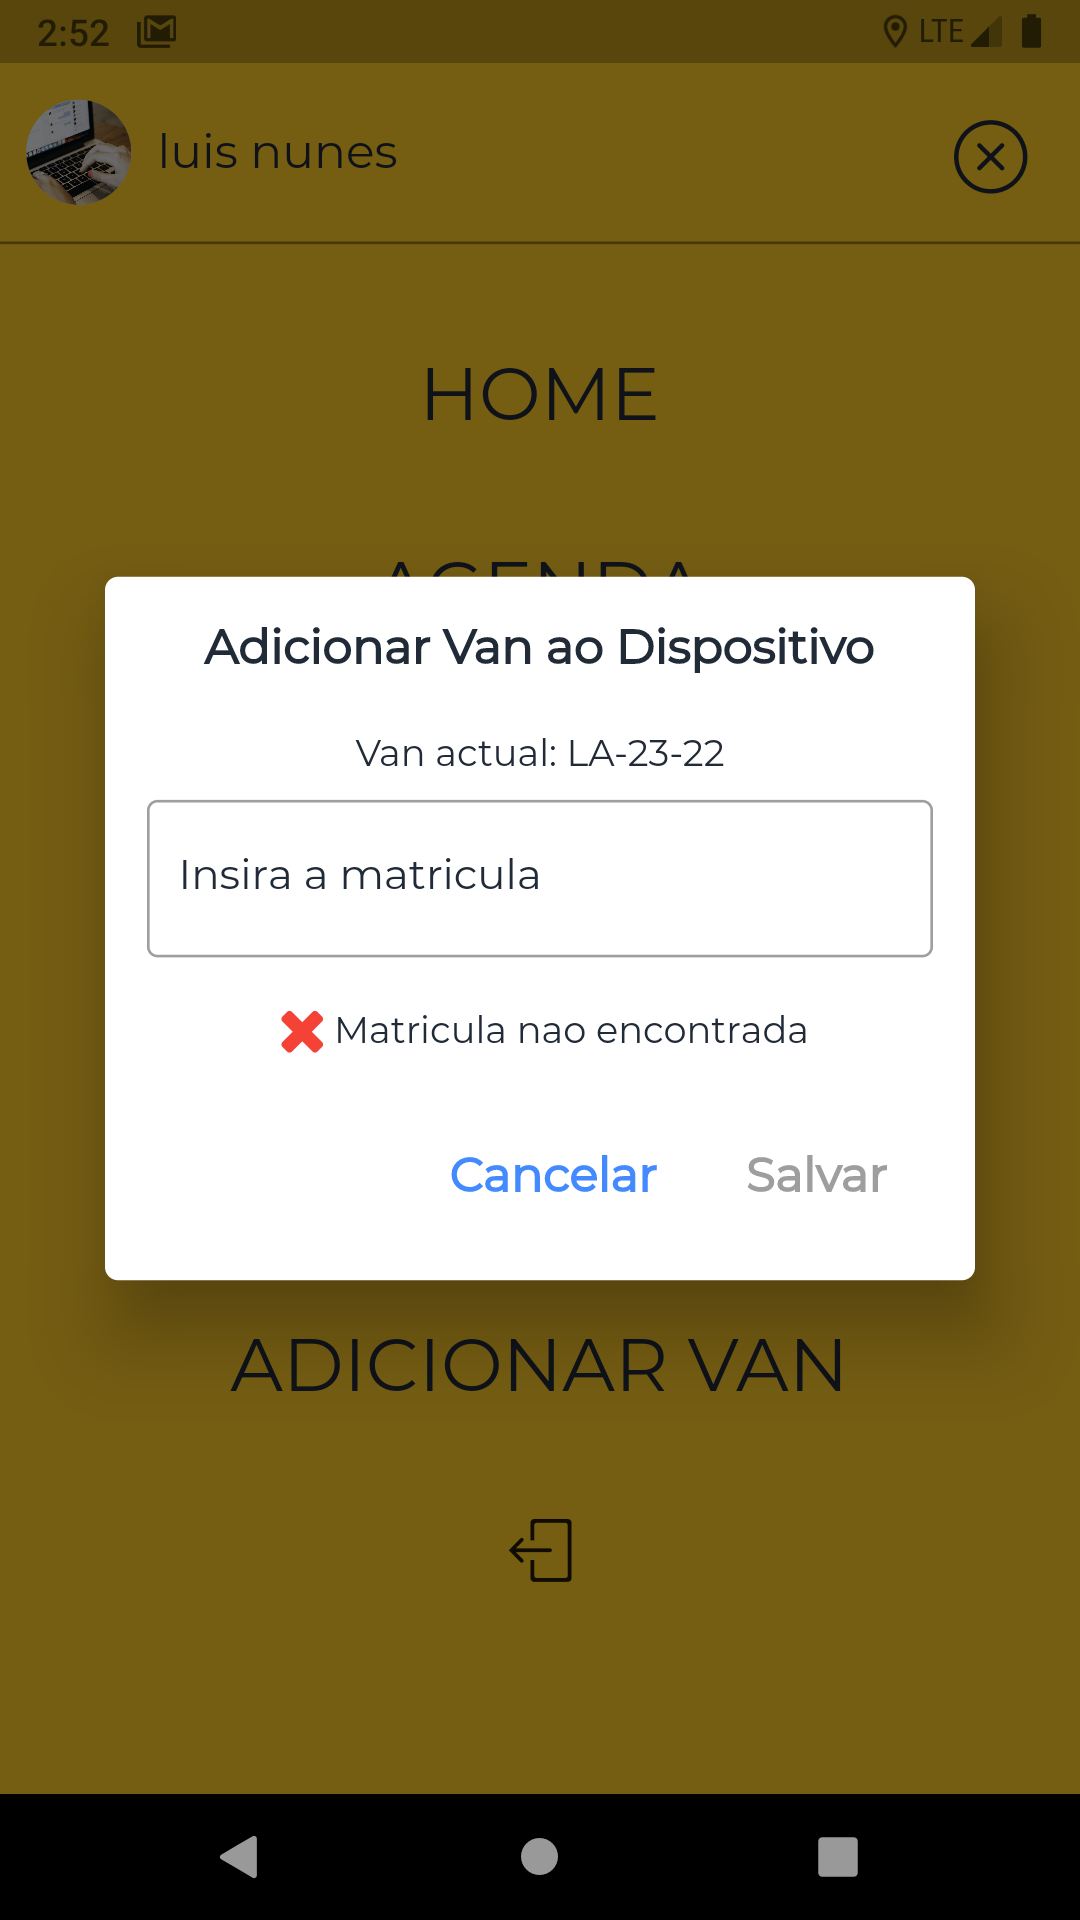 2:52 LTE
luis nunes
HOME
AGENDA
Adicionar Van ao Dispositivo
Van actual: LA-23-22
Insira a matricula
Matricula nao encontrada
Cancelar Salvar
ADICIONAR VAN